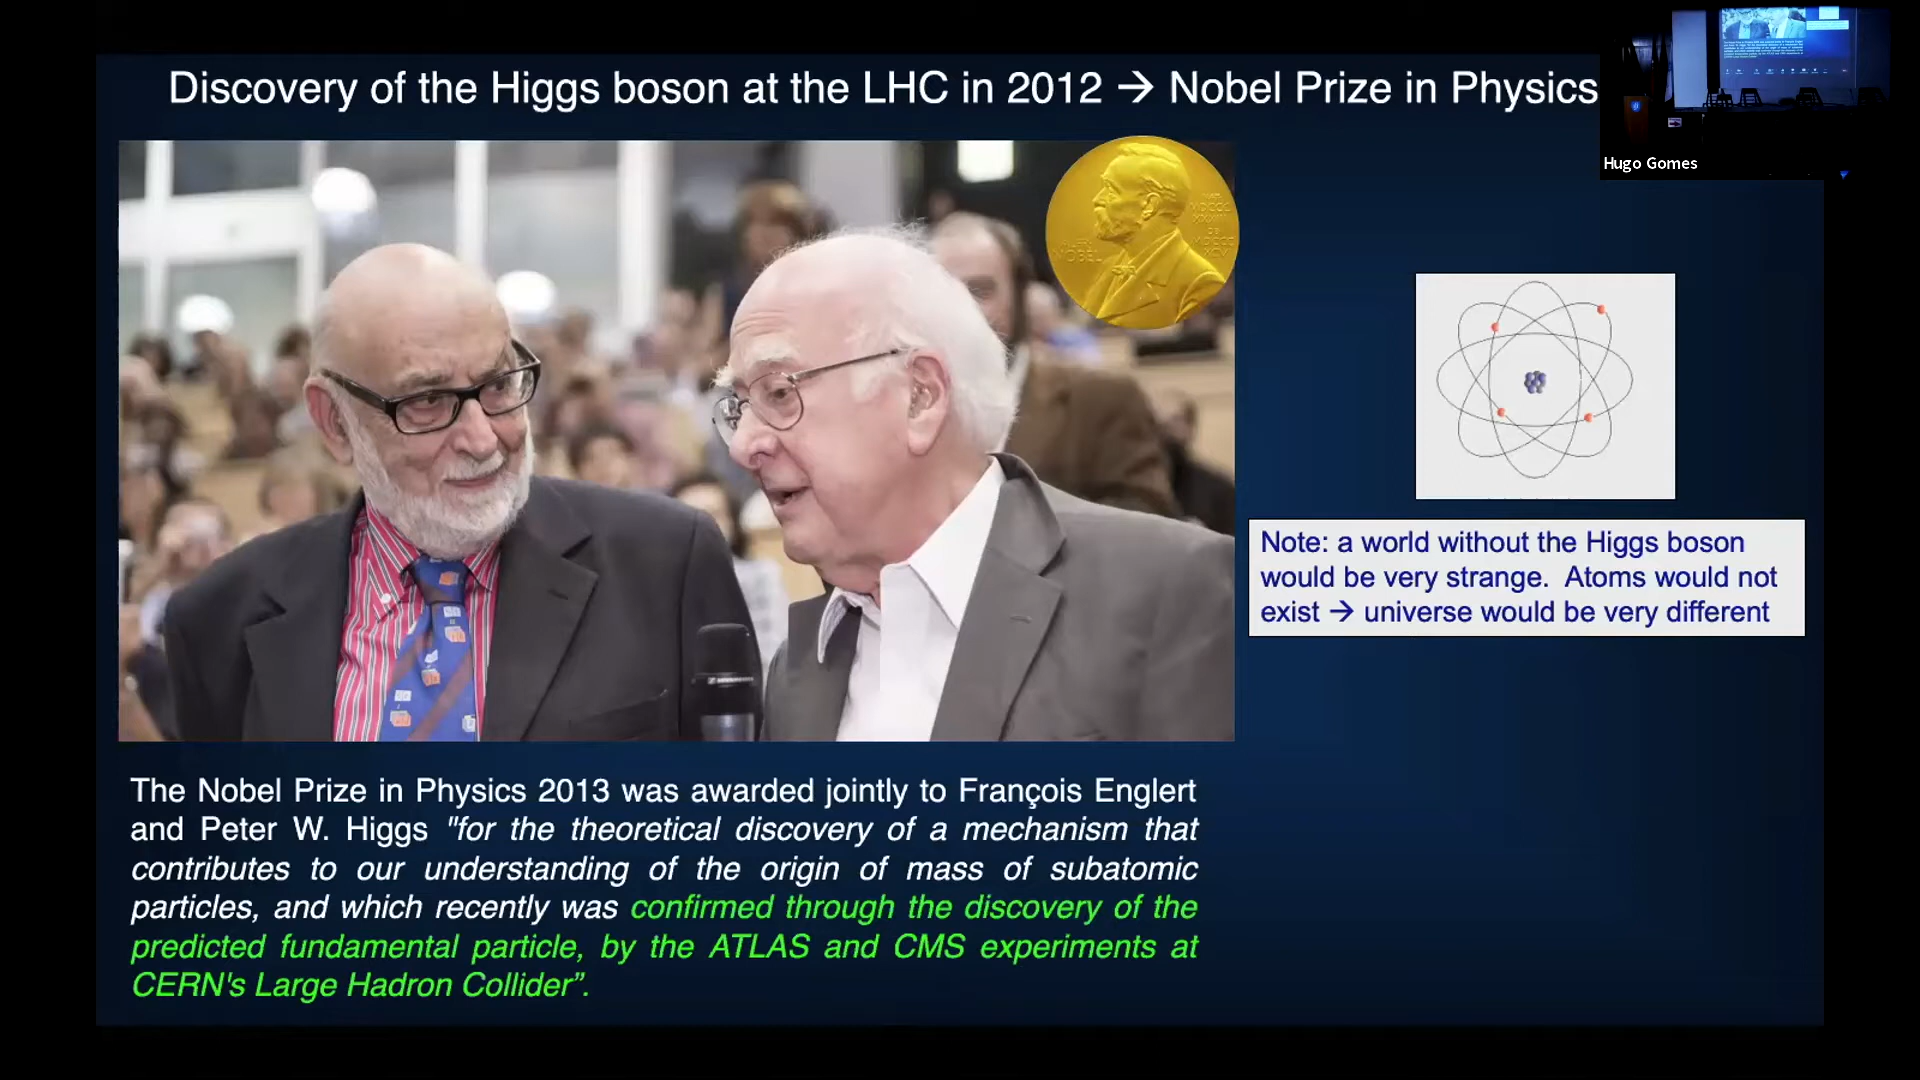 Discovery of the Higgs boson at the LHC in 2012 → Nobel Prize in Physics
Hugo Gomes
Note: a world without the Higgs boson
would be very strange.  Atoms would not
exist → universe would be very different
The Nobel Prize in Physics 2013 was awarded jointly to François Englert
and Peter W. Higgs "for the theoretical discovery of a mechanism that
contributes to our understanding of the origin of mass of subatomic
particles, and which recently was confirmed through the discovery of the
predicted fundamental particle, by the ATLAS and CMS experiments at
CERN's Large Hadron Collider”.